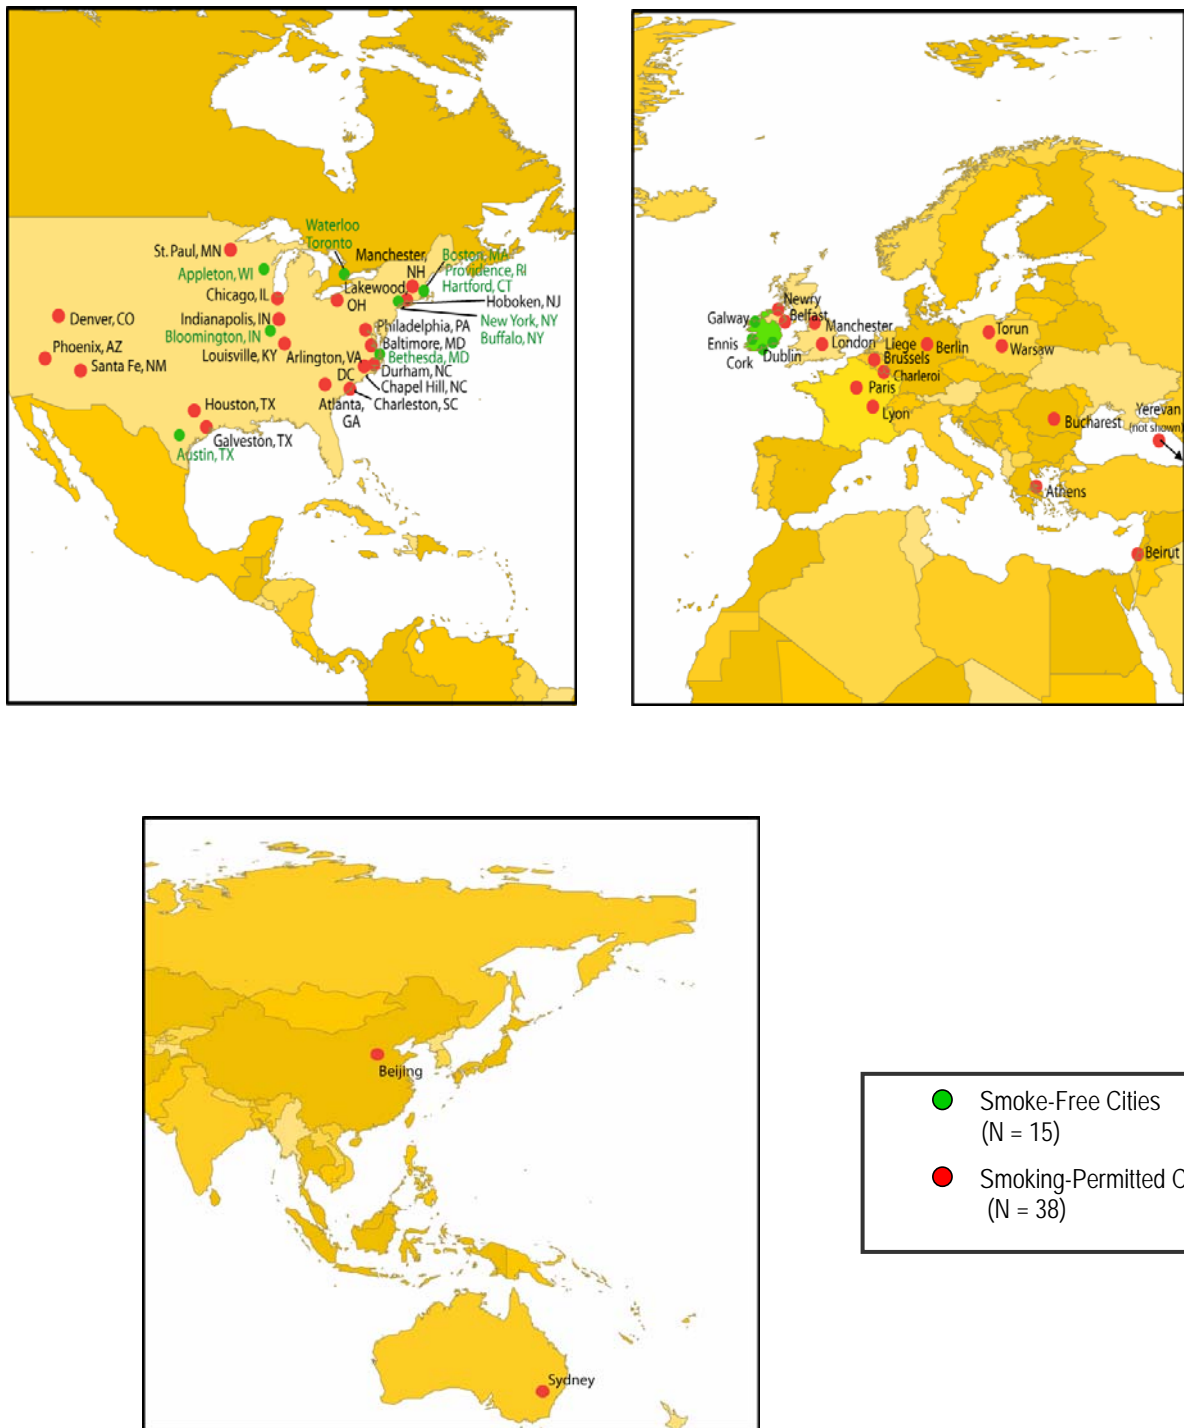 Waterloo
Toronto
St. Paul, MN
Manchester,
NH
Boston, MA
Providence, RI
Hartford, CT
Appleton, WI
Lakewood,
OH
Chicago, IL
Hoboken, NJ
Denver, CO
Indianapolis, IN
New York, NY
Buffalo, NY
Bloomington, IN
Philadelphia, PA
Baltimore, MD
Phoenix, AZ
Louisville, KY
Arlington, VA
Bethesda, MD
Santa Fe, NM
DC
Durham, NC
Chapel Hill, NC
Atlanta,
GA
Charleston, SC
Houston, TX
Galveston, TX
Austin, TX
Newry
Belfast
Galway
Manchester
Ennis
London
Cork
Dublin
Liege
Berlin
Torun
Warsaw
Brussels
Charleroi
Paris
Lyon
Bucharest
Yerevan
(not shown)
Athens
Beirut
Beijing
Sydney
Smoke-Free Cities
(N = 15)
Smoking-Permitted C
(N = 38)